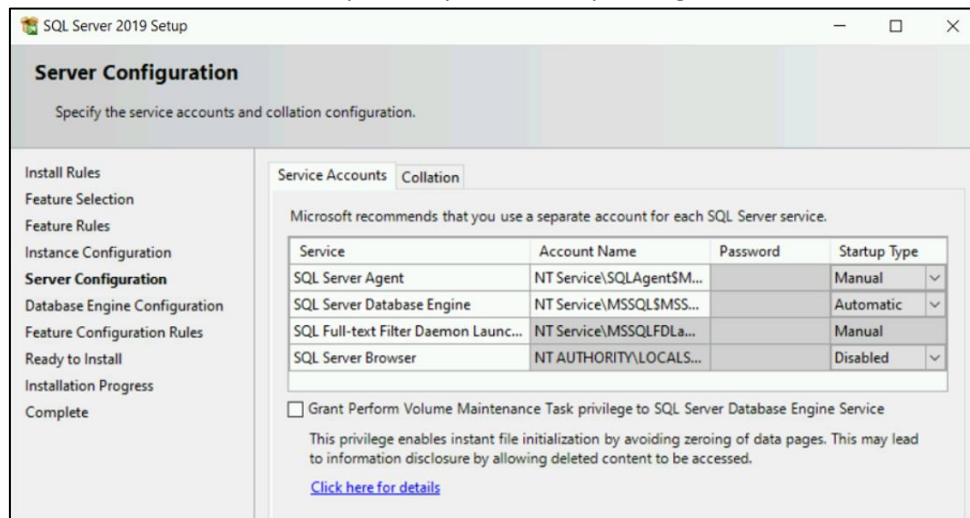 SQL Server 2019 Setup
Server Configuration
Specify the service accounts and collation configuration.
Install Rules
Feature Selection
Feature Rules
Instance Configuration
Server Configuration
Database Engine Configuration
Feature Configuration Rules
Ready to Install
Installation Progress
Complete
Service Accounts Collation
Microsoft recommends that you use a separate account for each SQL Server service.
Service Account Name Password Startup Type
SQL Server Agent NT Service\SQLAgent$M... Manual
SQL Server Database Engine NT Service\MSSQL$MSS... Automatic
SQL Full-text Filter Daemon Launc... NT Service\MSSQLFDLa... Manual
SQL Server Browser NT AUTHORITY\LOCALS... Disabled
Grant Perform Volume Maintenance Task privilege to SQL Server Database Engine Service
This privilege enables instant file initialization by avoiding zeroing of data pages. This may lead
to information disclosure by allowing deleted content to be accessed.
Click here for details